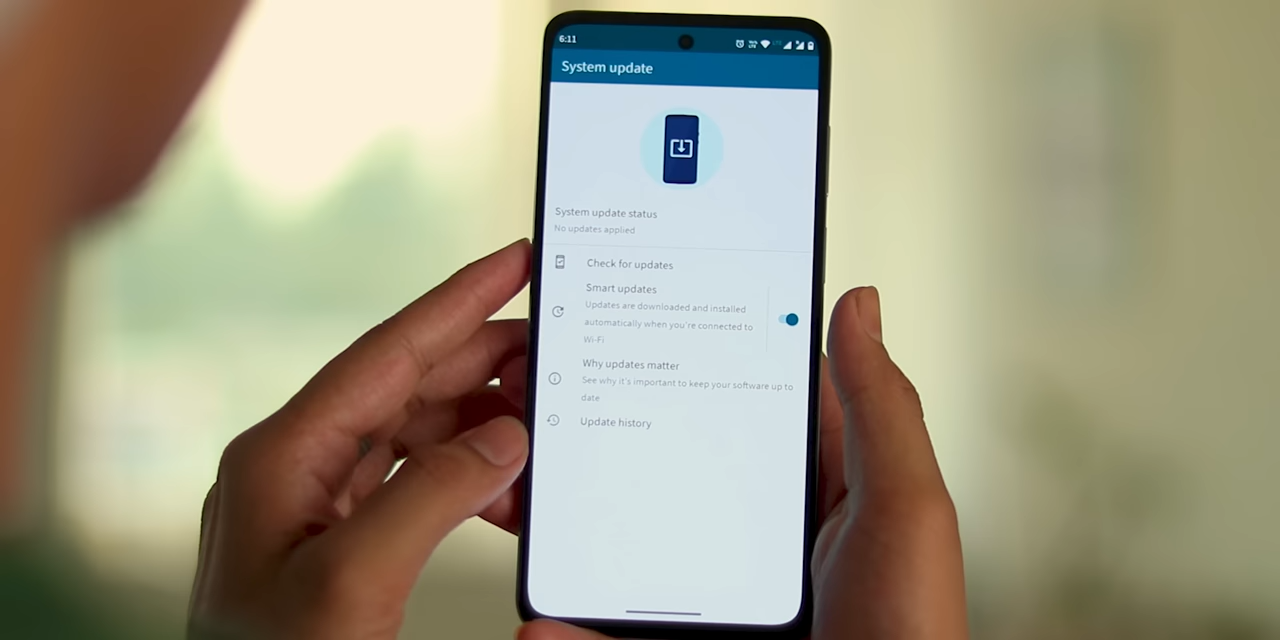 6:11
System update
System update status
No updates applied
Check for updates
Smart updates
Updates are downloaded and installed
automatically when you're connected to
Wi-Fi
Why updates matter
See why it's important to keep your software up to
date
Update history